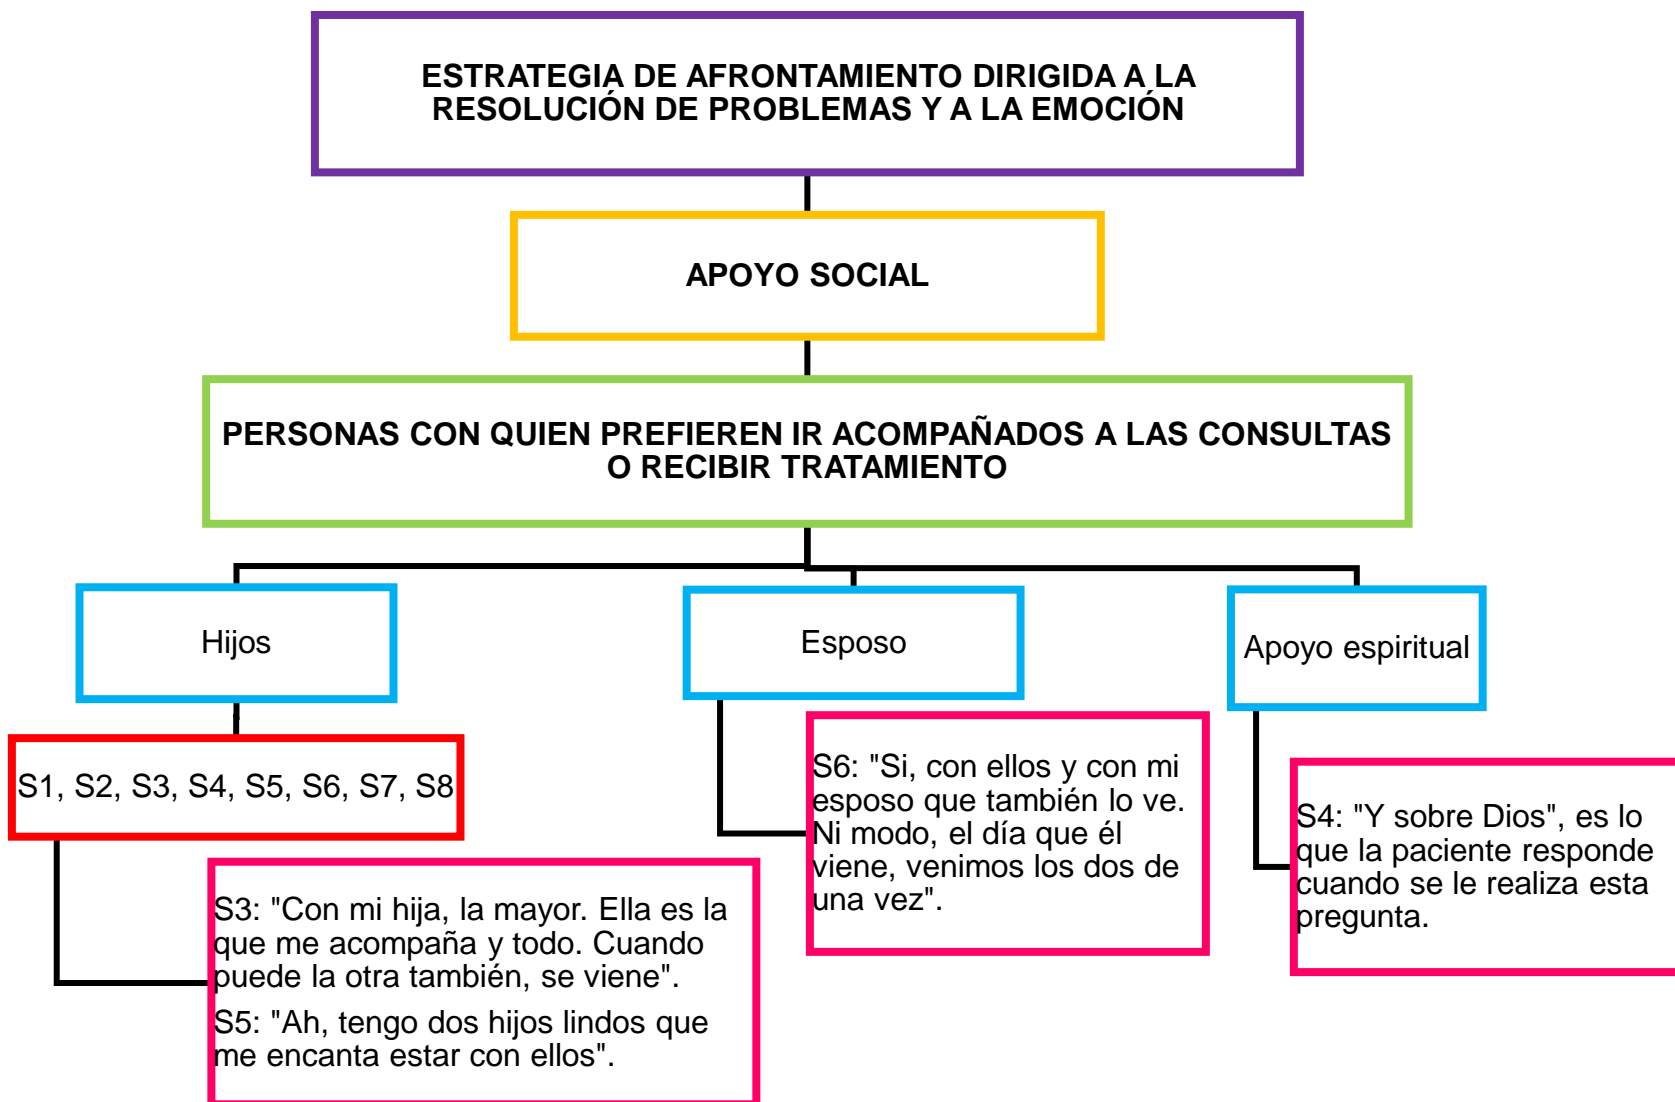 ESTRATEGIA DE AFRONTAMIENTO DIRIGIDA A LA
RESOLUCIÓN DE PROBLEMAS Y A LA EMOCIÓN
APOYO SOCIAL
PERSONAS CON QUIEN PREFIEREN IR ACOMPAÑADOS A LAS CONSULTAS
O RECIBIR TRATAMIENTO
Hijos
S1, S2, S3, S4, S5, S6, S7, S8
S3: "Con mi hija, la mayor. Ella es la
que me acompaña y todo. Cuando
puede la otra también, se viene".
S5: "Ah, tengo dos hijos lindos que
me encanta estar con ellos".
Esposo
S6: "Si, con ellos y con mi
esposo que también lo ve.
Ni modo, el día que él
viene, venimos los dos de
una vez".
Apoyo espiritual
S4: "Y sobre Dios", es lo
que la paciente responde
cuando se le realiza esta
pregunta.